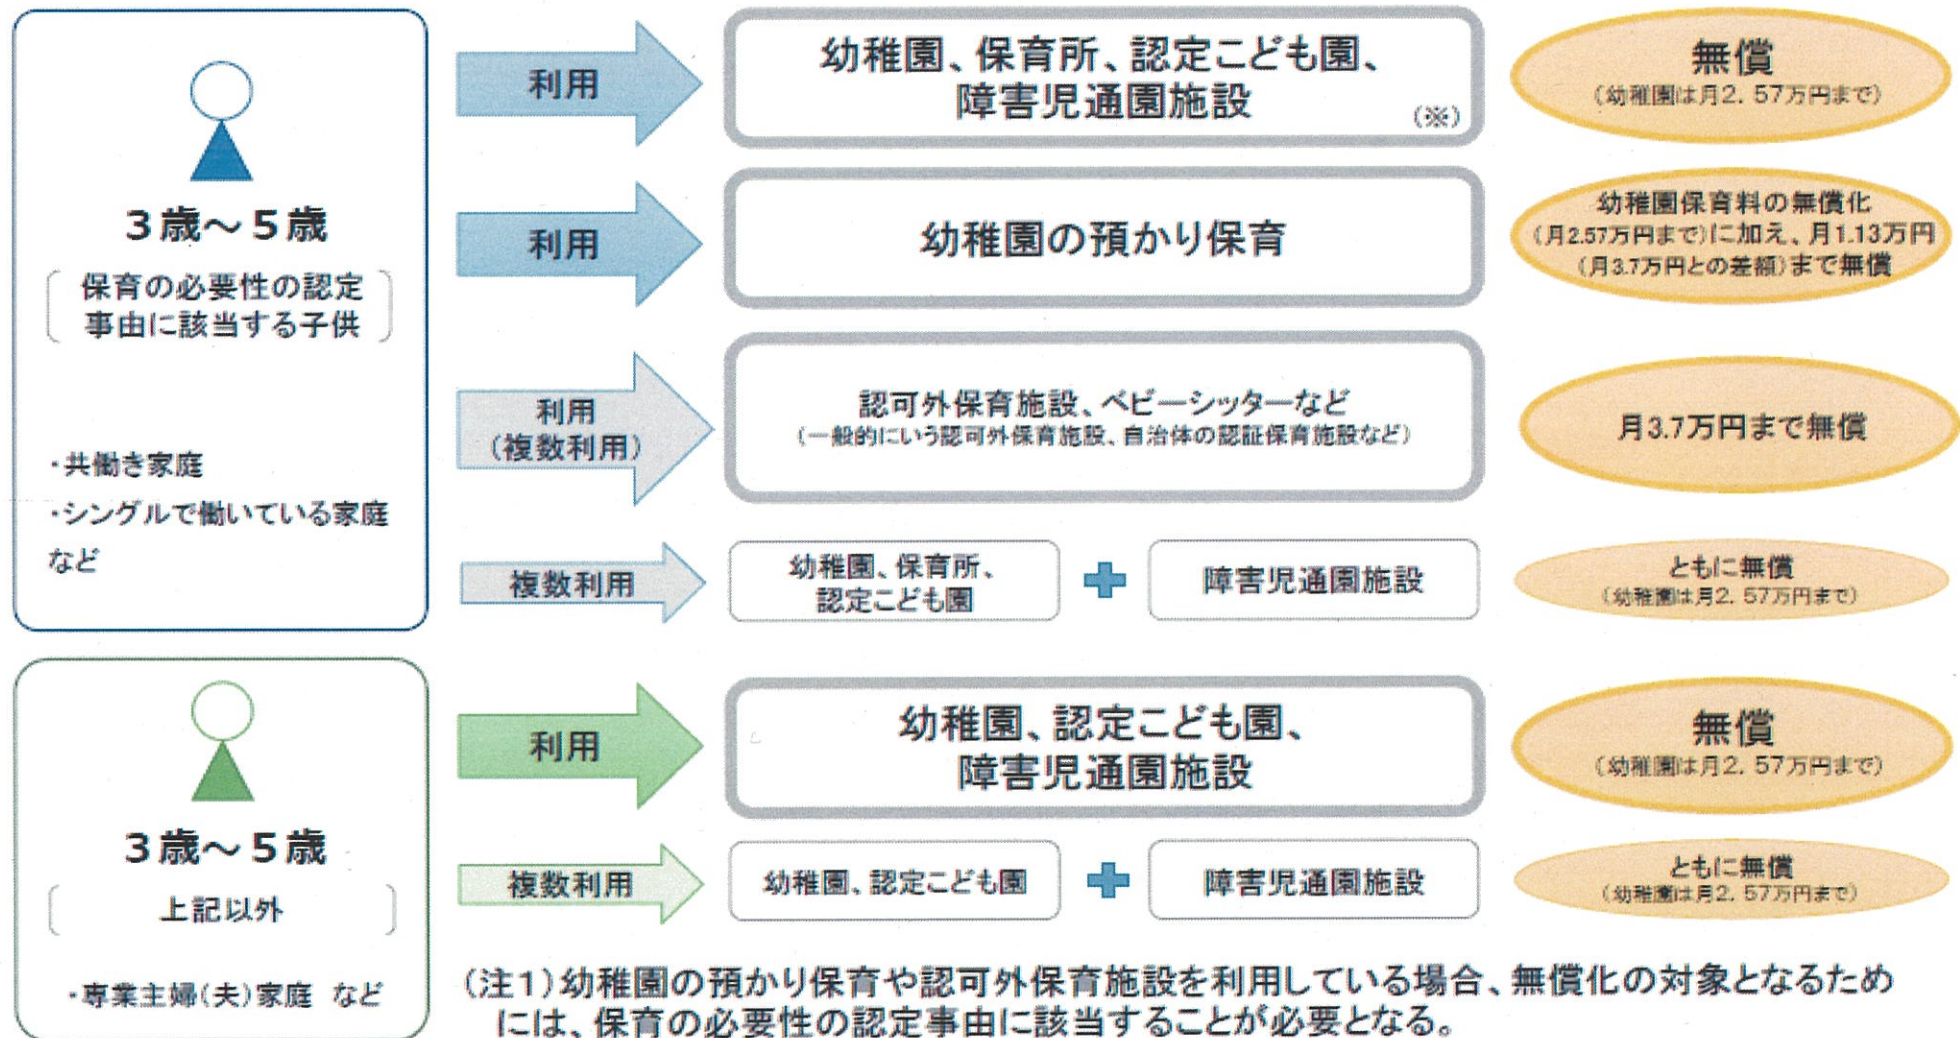 3歳～5歳
保育の必要性の認定
事由に該当する子供
・共働き家庭
・シングルで働いている家庭
など
利用
幼稚園、保育所、認定こども園、
障害児通園施設
(※)
無償
(幼稚園は月2.57万円まで)
利用
幼稚園の預かり保育
幼稚園保育料の無償化
(月2.57万円まで)に加え、月1.13万円
(月3.7万円との差額)まで無償
利用
(複数利用)
認可外保育施設、ベビーシッターなど
(一般的にいう認可外保育施設、自治体の認証保育施設など)
月3.7万円まで無償
複数利用
幼稚園、保育所、
認定こども園
障害児通園施設
ともに無償
(幼稚園は月2.57万円まで)
3歳～5歳
上記以外
・専業主婦(夫)家庭 など
利用
幼稚園、認定こども園、
障害児通園施設
無償
(幼稚園は月2.57万円まで)
複数利用
幼稚園、認定こども園
障害児通園施設
ともに無償
(幼稚園は月2.57万円まで)
(注1)幼稚園の預かり保育や認可外保育施設を利用している場合、無償化の対象となるため
には、保育の必要性の認定事由に該当することが必要となる。